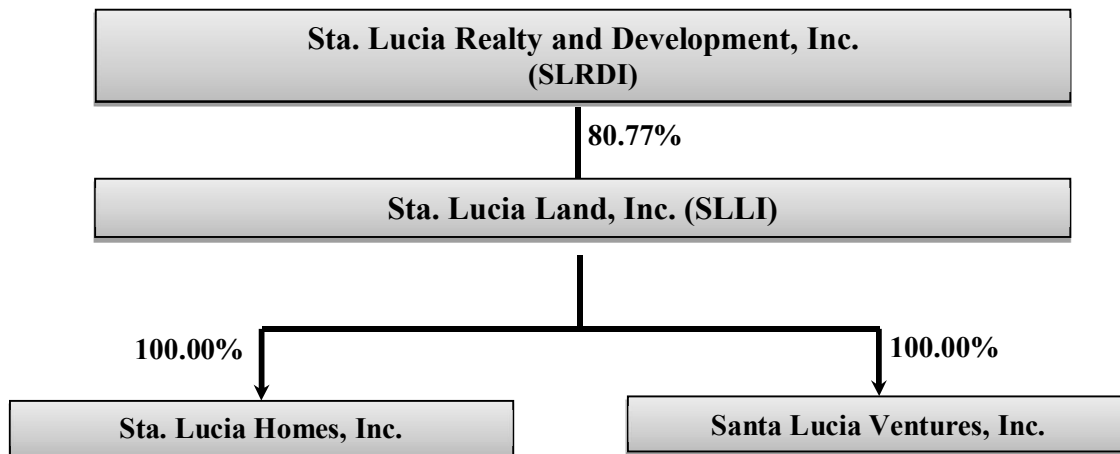 Sta. Lucia Realty and Development, Inc.
(SLRDI)
80.77%
Sta. Lucia Land, Inc. (SLLI)
100.00%
100.00%
Sta. Lucia Homes, Inc.
Santa Lucia Ventures, Inc.